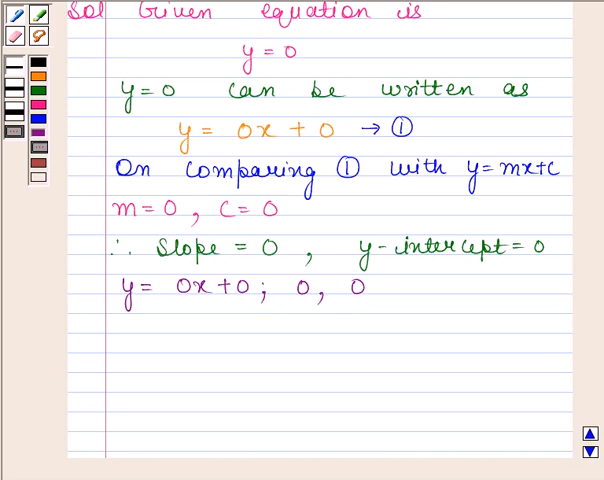 Sol Given equation is
y = 0
y = 0 can be written as
y = 0x + 0 → ①
On comparing ① with y = mx+c
m = 0 , c = 0
∴ Slope = 0 , y-intercept = 0
y = 0x + 0 ; 0 , 0